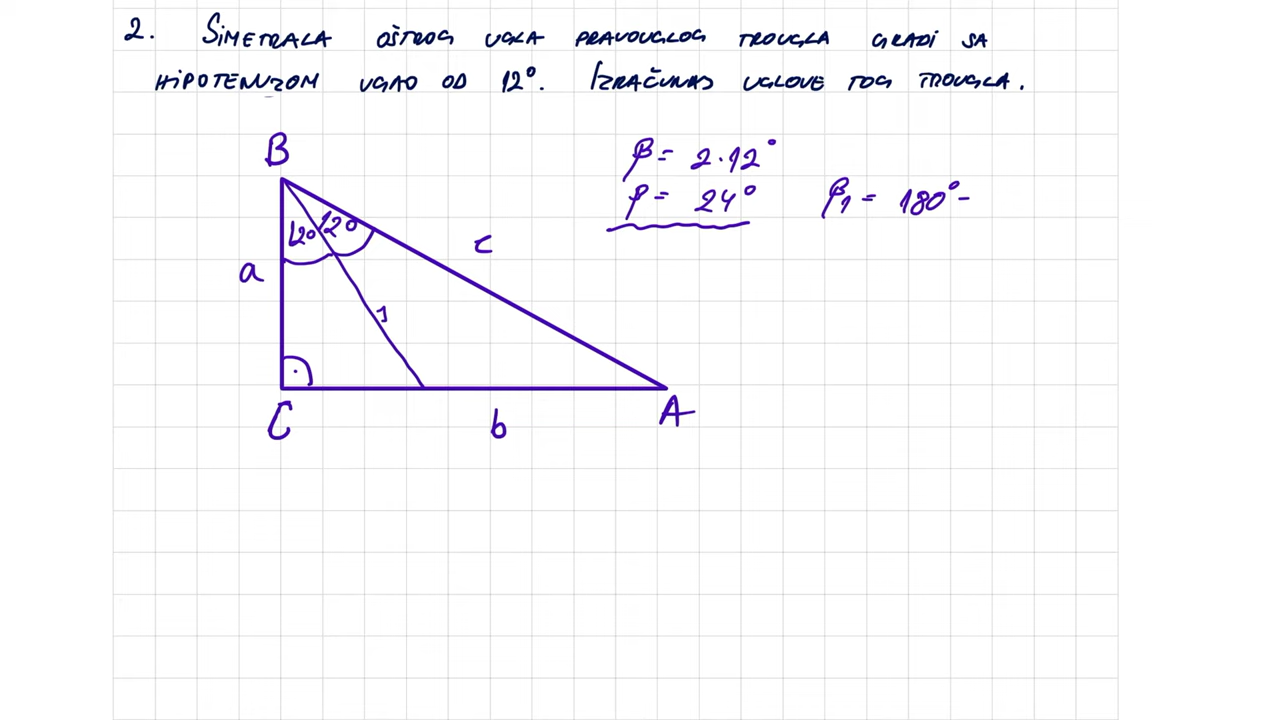 2. SIMETRALA OŠTROG UGLA PRAVOUGLOG TROUGLA GRADI SA
HIPOTENUZOM UGAO OD 12°. IZRAČUNAS UGLOVE TOG TROUGLA.
B
β = 2·12°
β = 24°
β₁ = 180° -
12°
12°
c
a
s
C
b
A